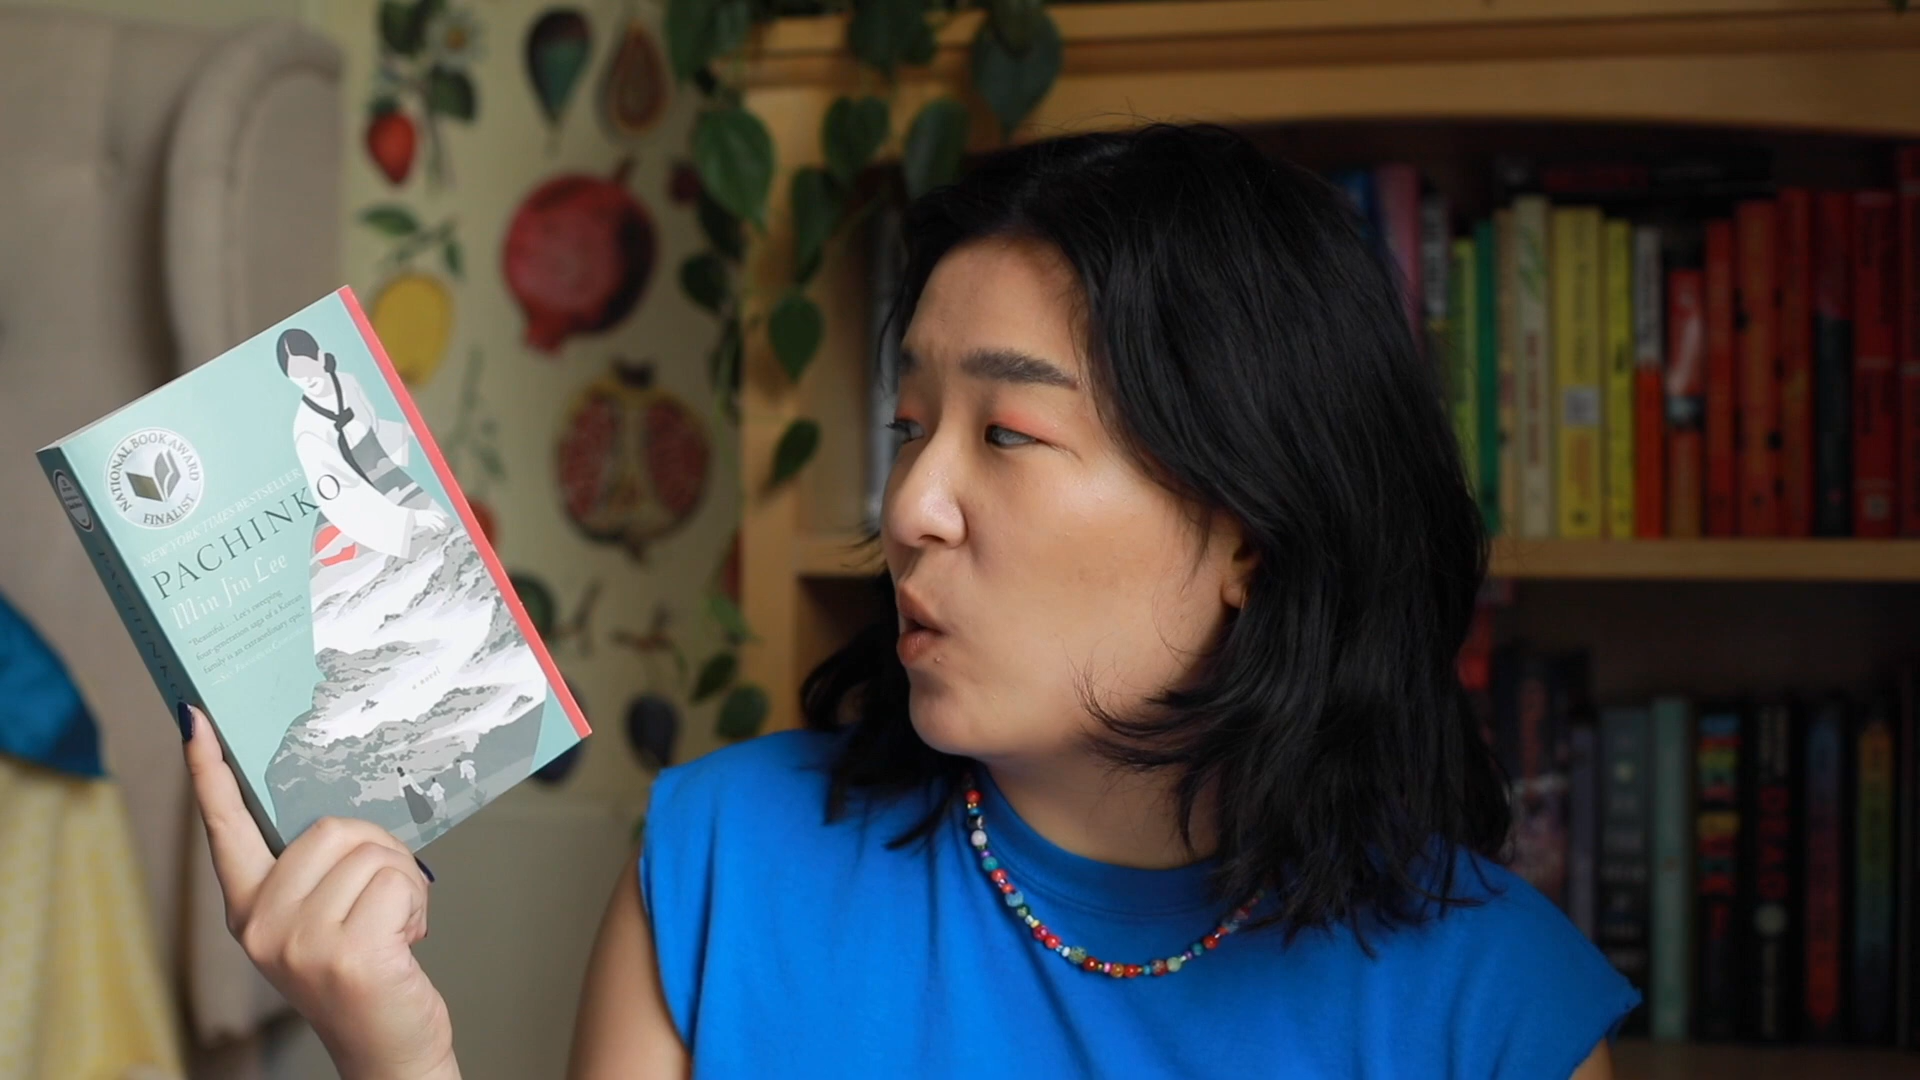 NATIONAL BOOK AWARD
FINALIST
NEW YORK TIMES BESTSELLER
PACHINKO
Min Jin Lee
"Beautiful... Lee's sweeping
four-generation saga of a Korean
family is an extraordinary epic."
a novel
PACHINKO